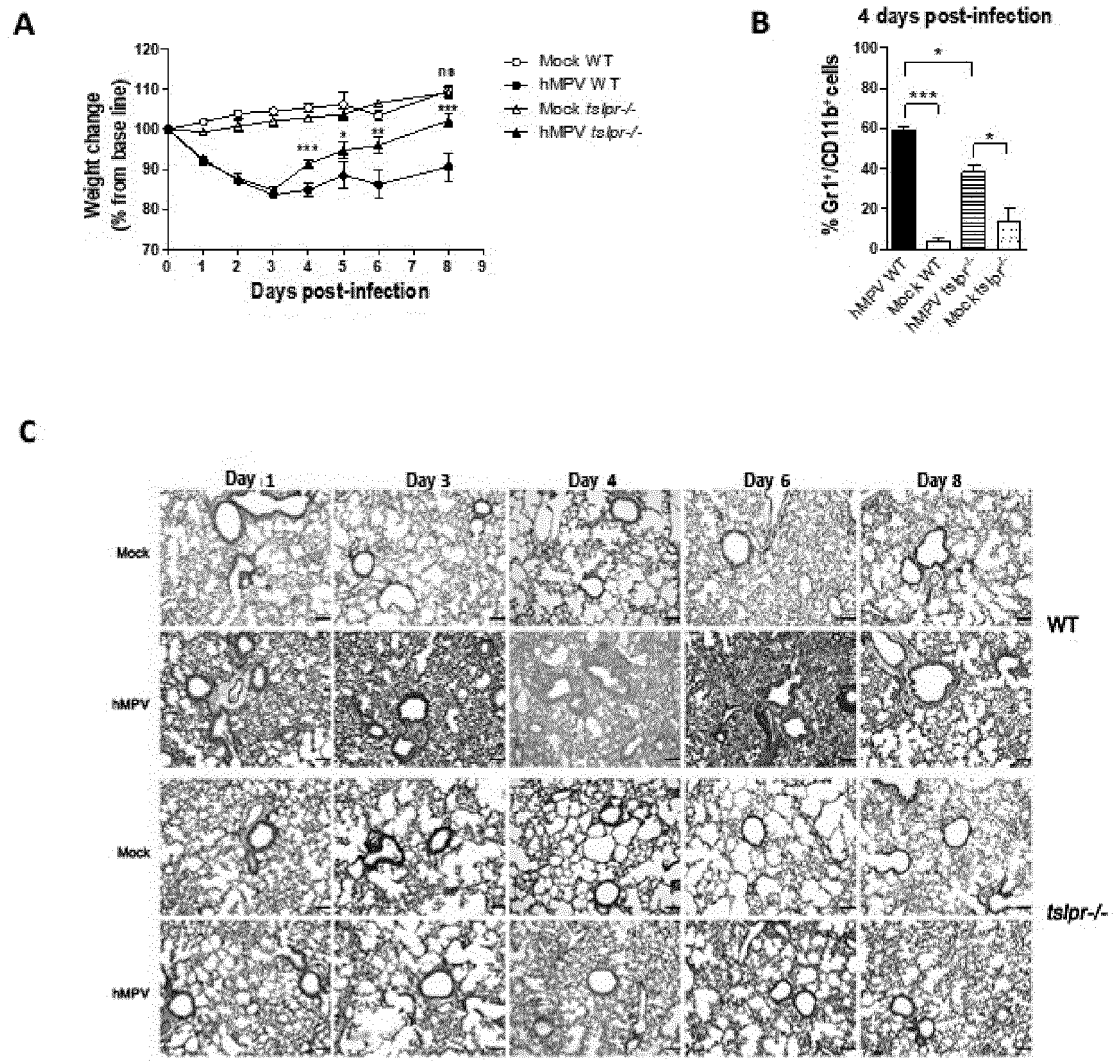 A
Weight change
(% from base line)
120
110
100
90
80
70
0 1 2 3 4 5 6 7 8 9
Days post-infection
*** * ** ***
ns
Mock WT
hMPV WT
Mock tslpr-/-
hMPV tslpr-/-
B
4 days post-infection
% Gr1+/CD11b+ cells
100
80
60
40
20
0
*
***
*
hMPV WT
Mock WT
hMPV tslpr-/-
Mock tslpr-/-
C
Day 1 Day 3 Day 4 Day 6 Day 8
Mock
WT
hMPV
Mock
tslpr-/-
hMPV